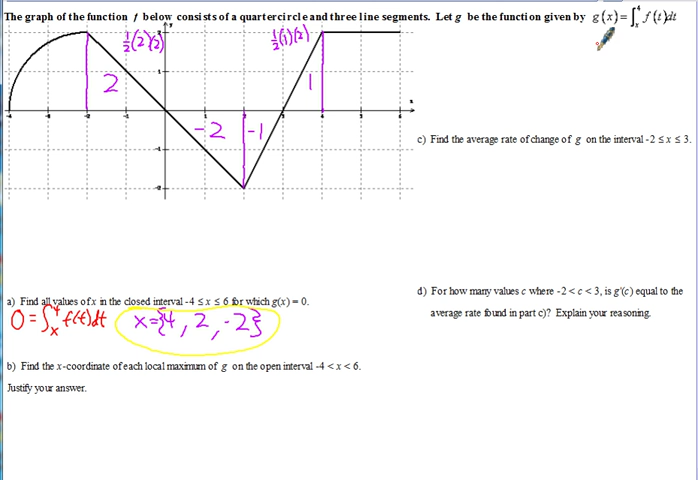 The graph of the function f below consists of a quarter circle and three line segments. Let g be the function given by g(x) = ∫ₓ⁴ f(t)dt
½(2)(2)
½(1)(2)
2
1
-2
-1
y
x
c) Find the average rate of change of g on the interval -2 ≤ x ≤ 3.
a) Find all values of x in the closed interval -4 ≤ x ≤ 6 for which g(x) = 0.
0 = ∫ₓ⁴ f(t)dt
x = {4, 2, -2}
d) For how many values c where -2 < c < 3, is g'(c) equal to the
average rate found in part c)? Explain your reasoning.
b) Find the x-coordinate of each local maximum of g on the open interval -4 < x < 6.
Justify your answer.